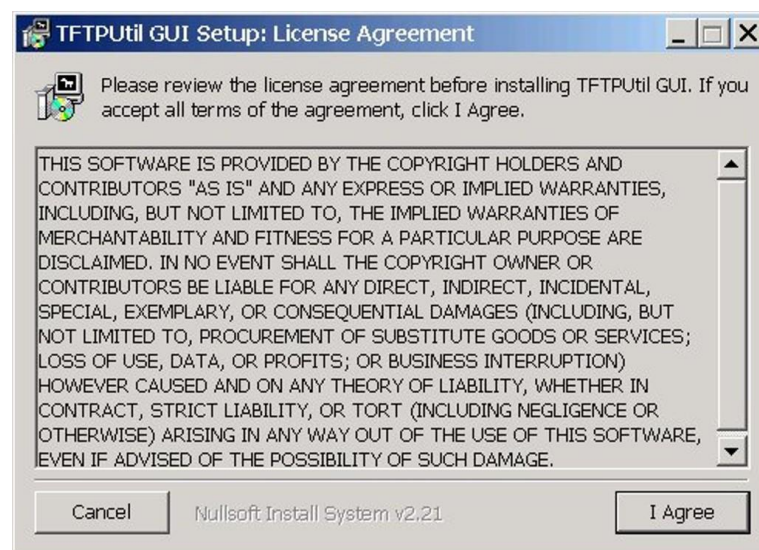 TFTPUtil GUI Setup: License Agreement
Please review the license agreement before installing TFTPUtil GUI. If you
accept all terms of the agreement, click I Agree.
THIS SOFTWARE IS PROVIDED BY THE COPYRIGHT HOLDERS AND
CONTRIBUTORS "AS IS" AND ANY EXPRESS OR IMPLIED WARRANTIES,
INCLUDING, BUT NOT LIMITED TO, THE IMPLIED WARRANTIES OF
MERCHANTABILITY AND FITNESS FOR A PARTICULAR PURPOSE ARE
DISCLAIMED. IN NO EVENT SHALL THE COPYRIGHT OWNER OR
CONTRIBUTORS BE LIABLE FOR ANY DIRECT, INDIRECT, INCIDENTAL,
SPECIAL, EXEMPLARY, OR CONSEQUENTIAL DAMAGES (INCLUDING, BUT
NOT LIMITED TO, PROCUREMENT OF SUBSTITUTE GOODS OR SERVICES;
LOSS OF USE, DATA, OR PROFITS; OR BUSINESS INTERRUPTION)
HOWEVER CAUSED AND ON ANY THEORY OF LIABILITY, WHETHER IN
CONTRACT, STRICT LIABILITY, OR TORT (INCLUDING NEGLIGENCE OR
OTHERWISE) ARISING IN ANY WAY OUT OF THE USE OF THIS SOFTWARE,
EVEN IF ADVISED OF THE POSSIBILITY OF SUCH DAMAGE.
Cancel
Nullsoft Install System v2.21
I Agree